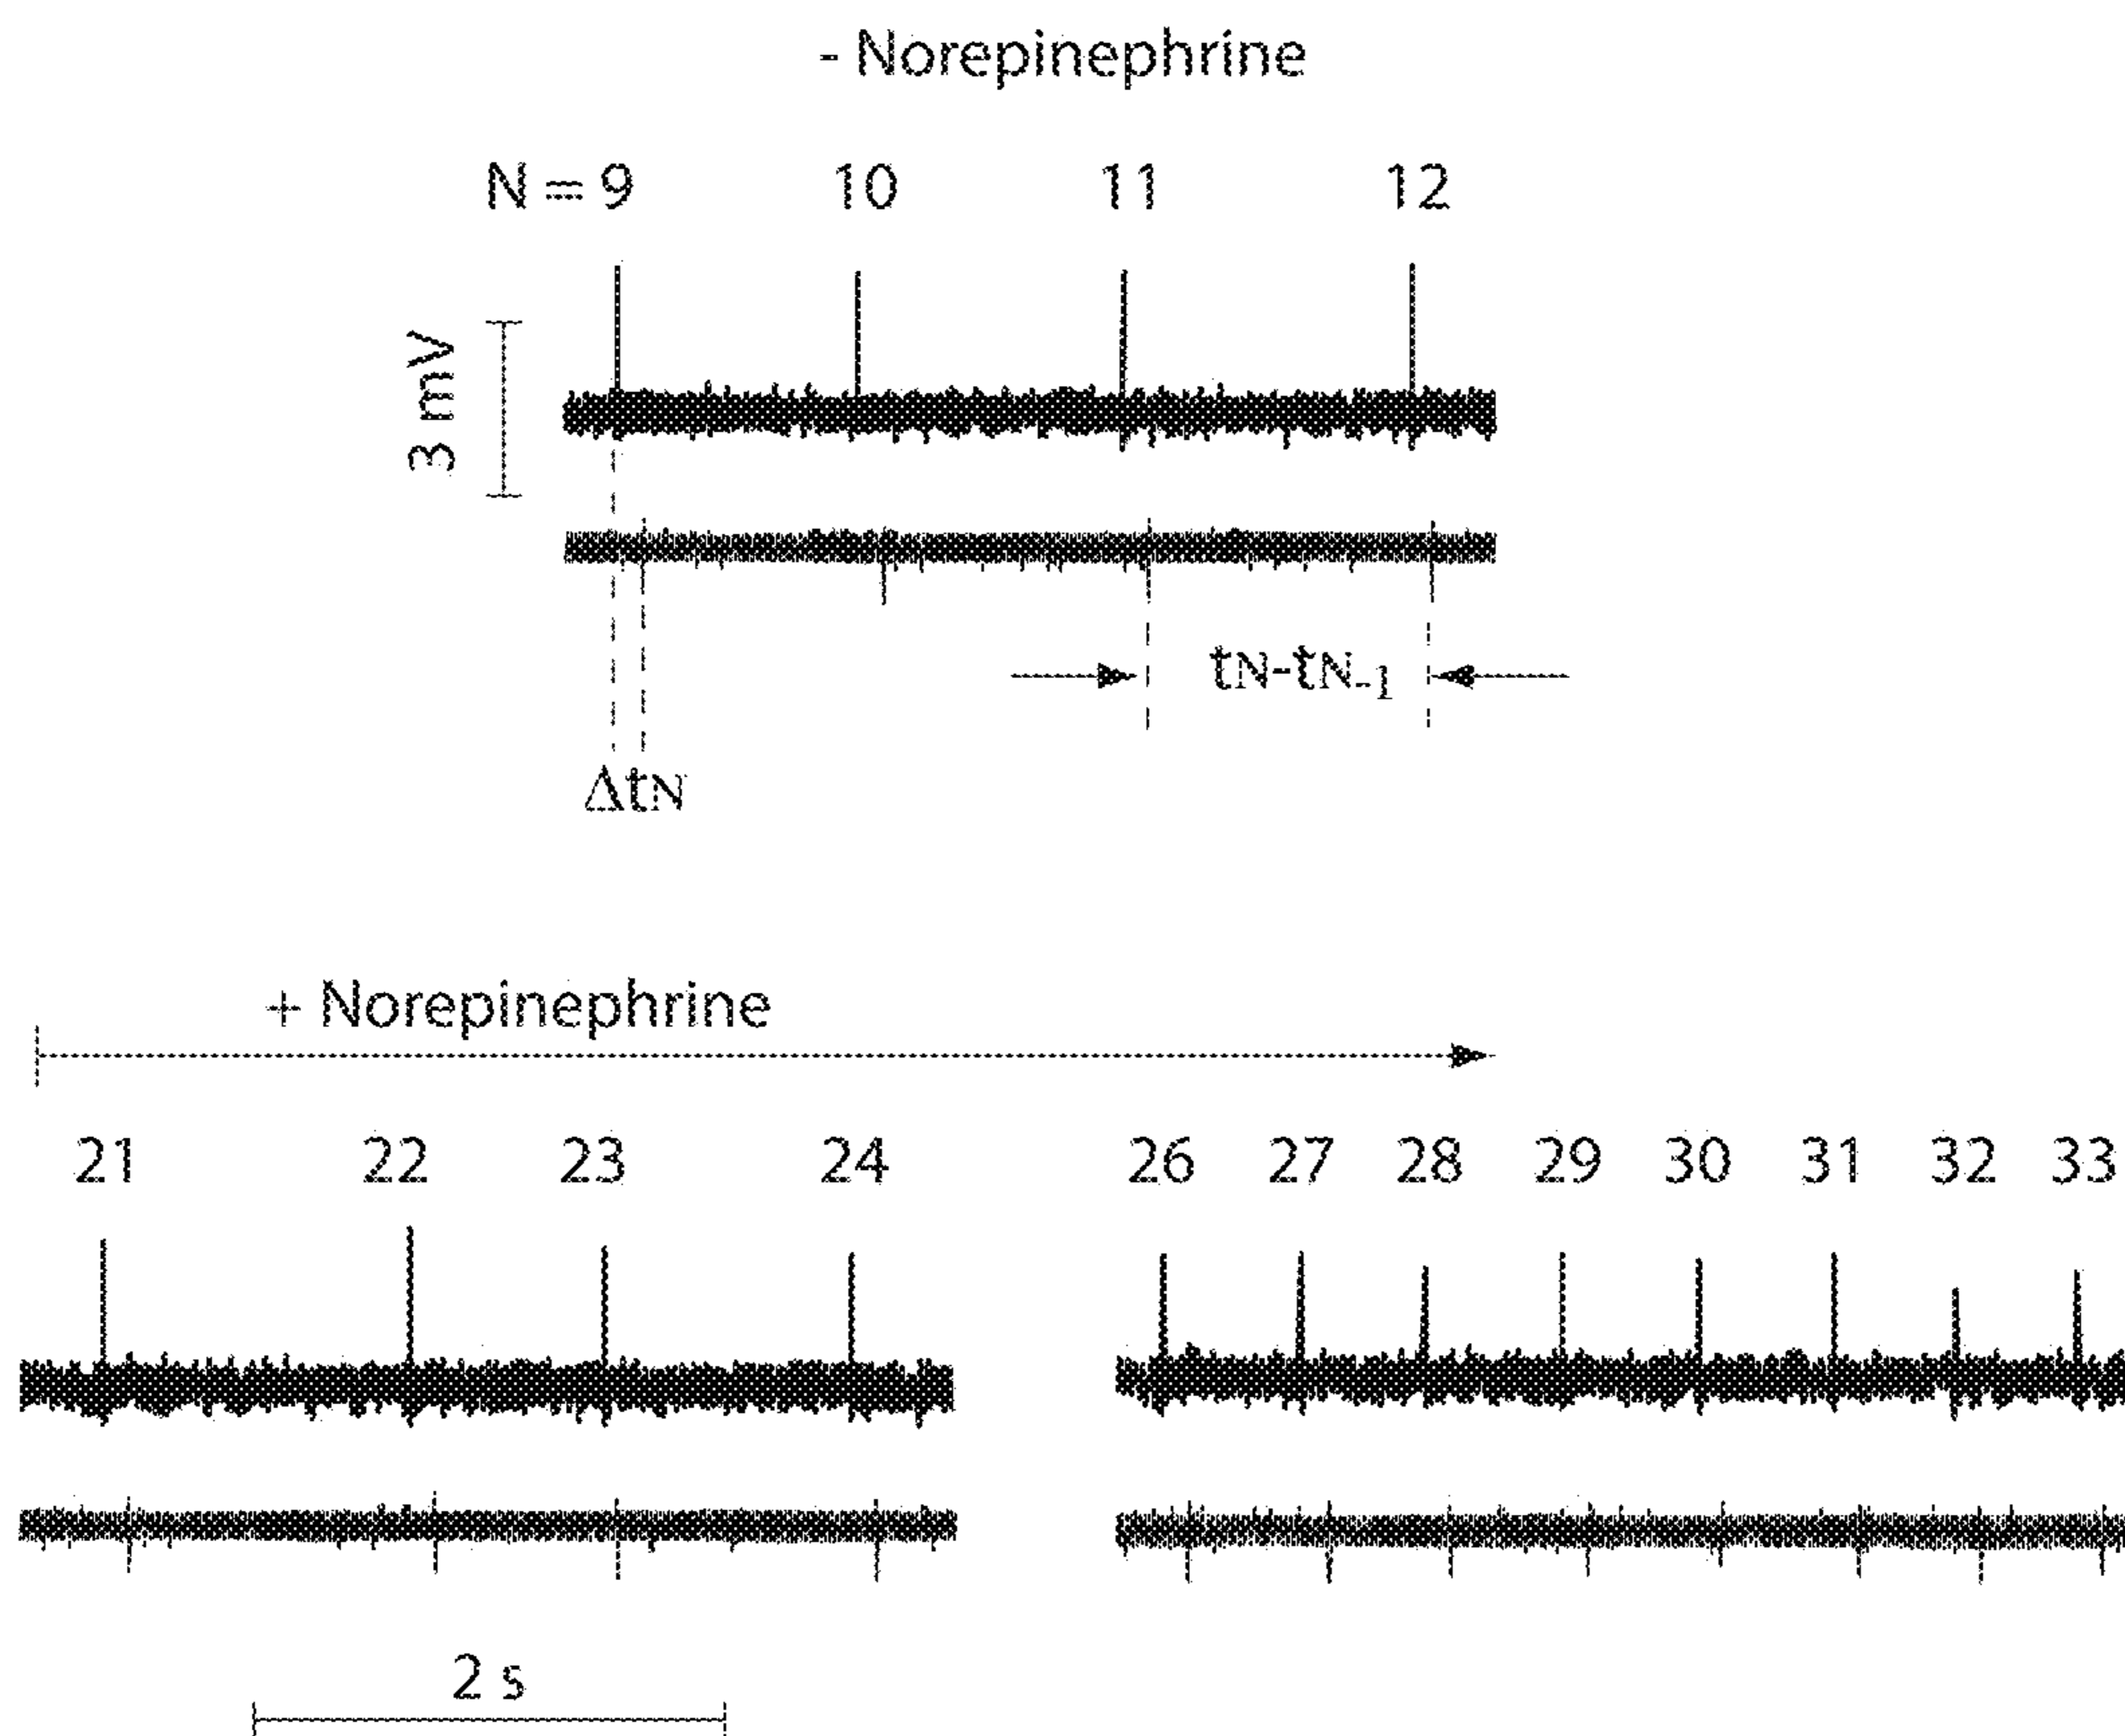 - Norepinephrine
N = 9 10 11 12
3 mV
tN-tN-1
ΔtN
+ Norepinephrine
21 22 23 24 26 27 28 29 30 31 32 33
2 s